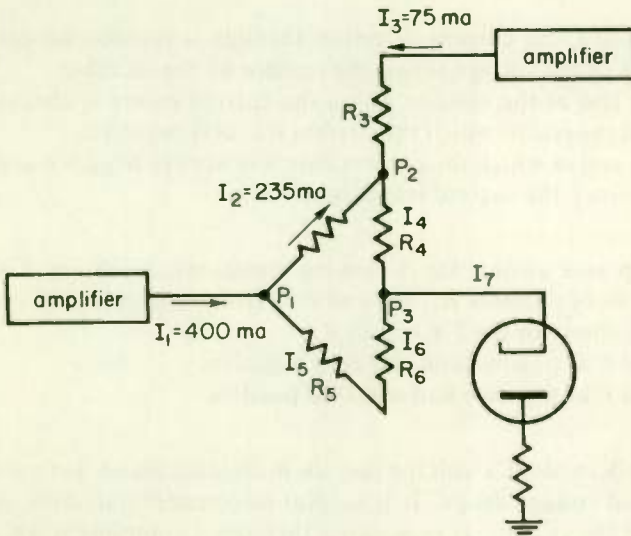 I₃=75 ma
amplifier
R₃
P₂
I₂=235ma
I₄
R₄
I₇
amplifier
P₁
P₃
I₁=400 ma
I₅
R₅
I₆
R₆